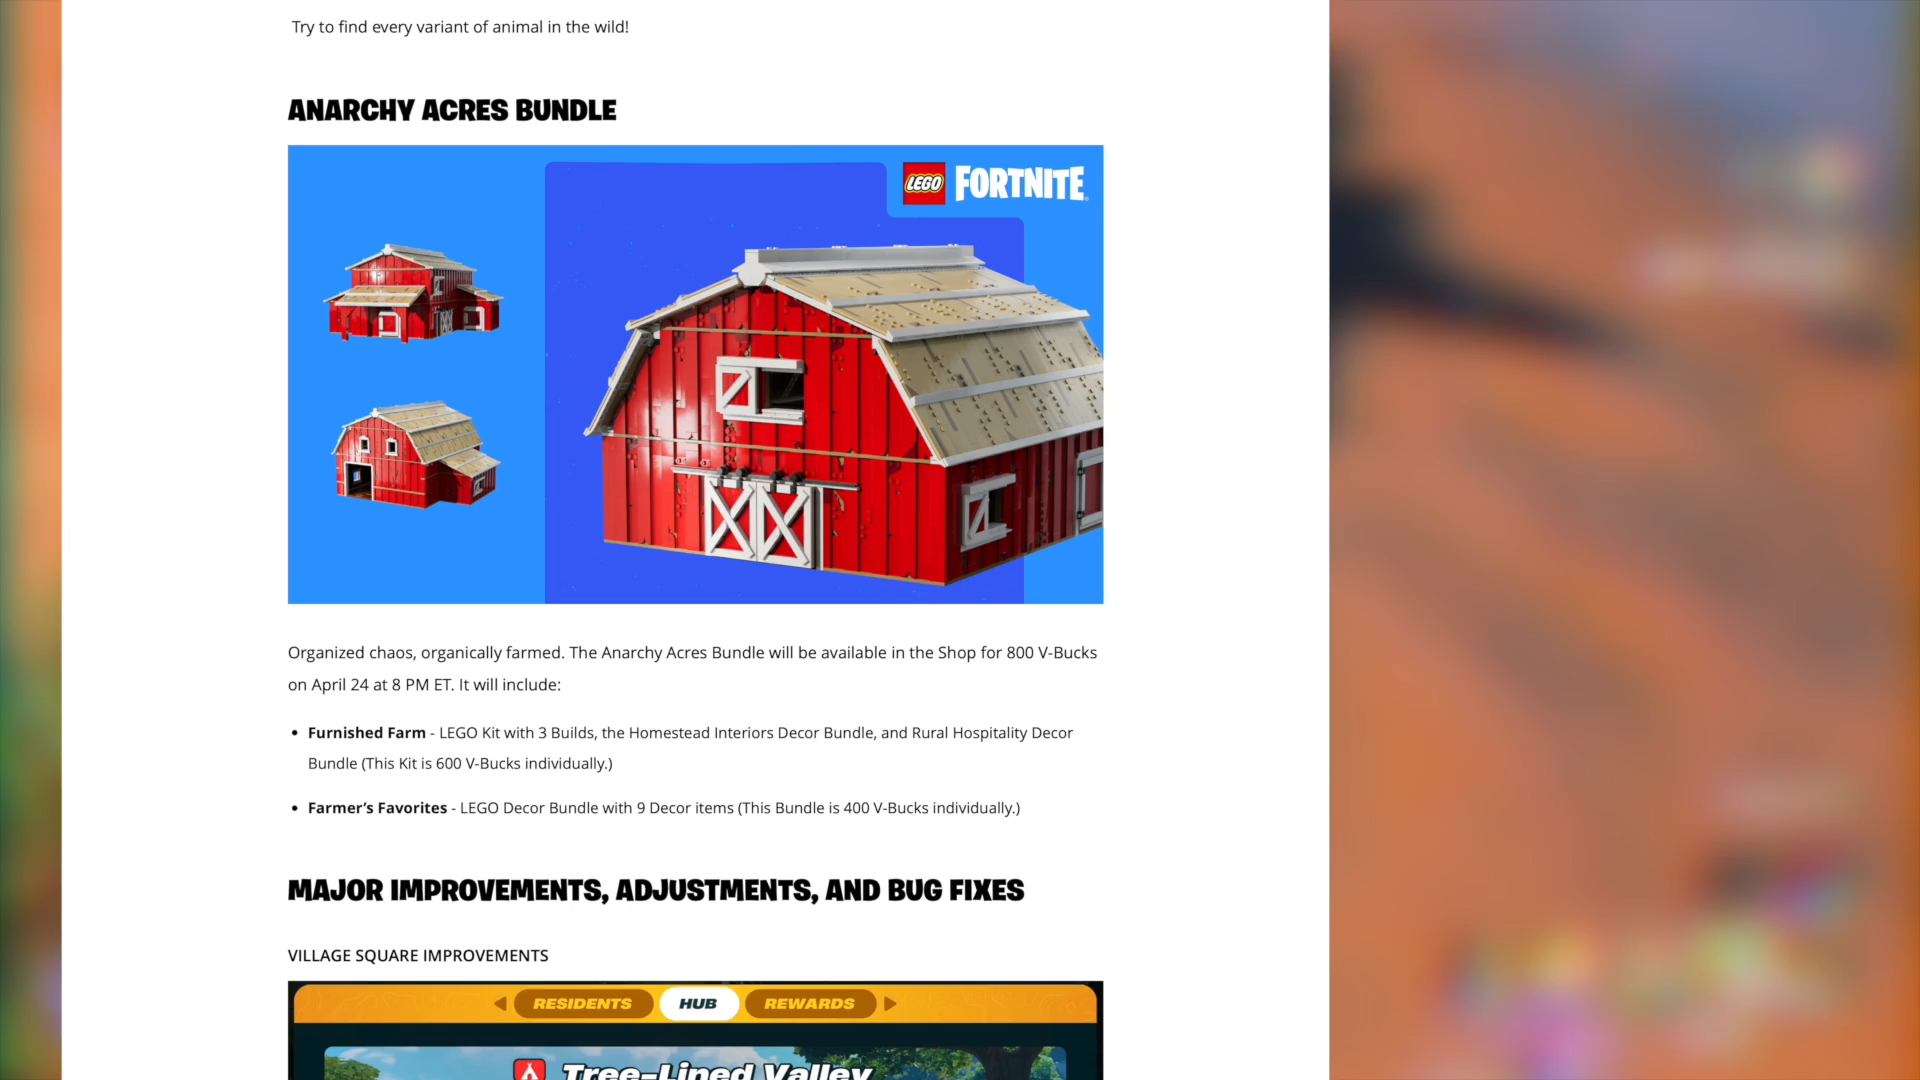 Try to find every variant of animal in the wild!
ANARCHY ACRES BUNDLE
LEGO FORTNITE
Organized chaos, organically farmed. The Anarchy Acres Bundle will be available in the Shop for 800 V-Bucks
on April 24 at 8 PM ET. It will include:
• Furnished Farm - LEGO Kit with 3 Builds, the Homestead Interiors Decor Bundle, and Rural Hospitality Decor
Bundle (This Kit is 600 V-Bucks individually.)
• Farmer’s Favorites - LEGO Decor Bundle with 9 Decor items (This Bundle is 400 V-Bucks individually.)
MAJOR IMPROVEMENTS, ADJUSTMENTS, AND BUG FIXES
VILLAGE SQUARE IMPROVEMENTS
RESIDENTS HUB REWARDS
Tree-Lined Valley